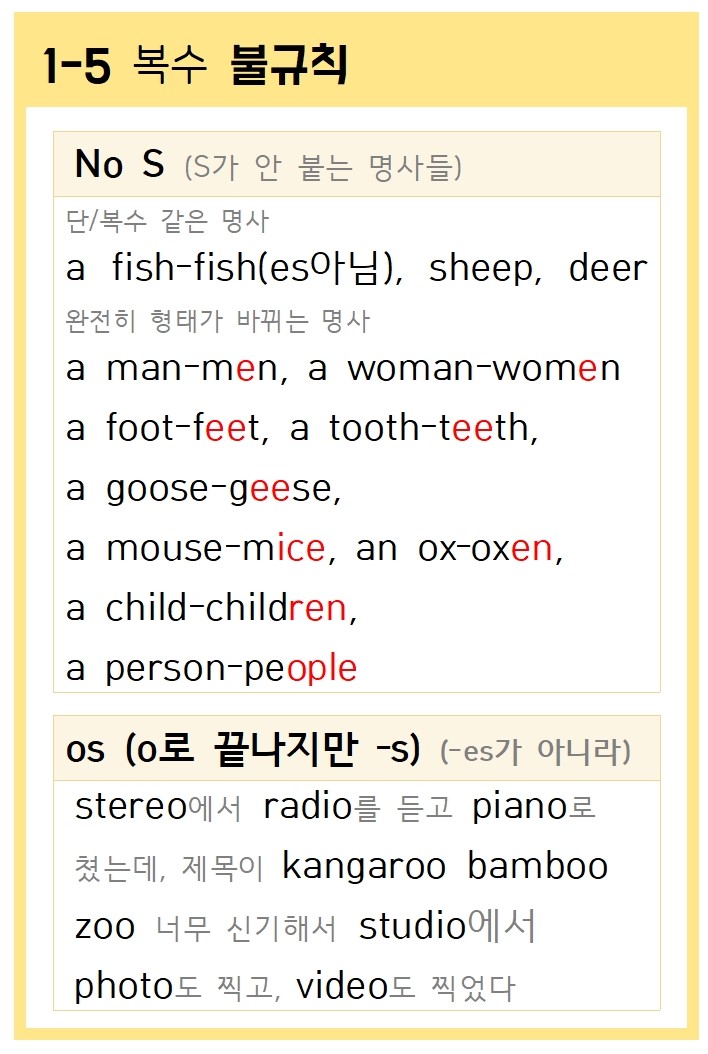 1-5 복수 불규칙
No S (S가 안 붙는 명사들)
단/복수 같은 명사
a fish-fish(es아님), sheep, deer
완전히 형태가 바뀌는 명사
a man-men, a woman-women
a foot-feet, a tooth-teeth,
a goose-geese,
a mouse-mice, an ox-oxen,
a child-children,
a person-people
os (o로 끝나지만 -s) (-es가 아니라)
stereo에서 radio를 듣고 piano로
쳤는데, 제목이 kangaroo bamboo
zoo 너무 신기해서 studio에서
photo도 찍고, video도 찍었다